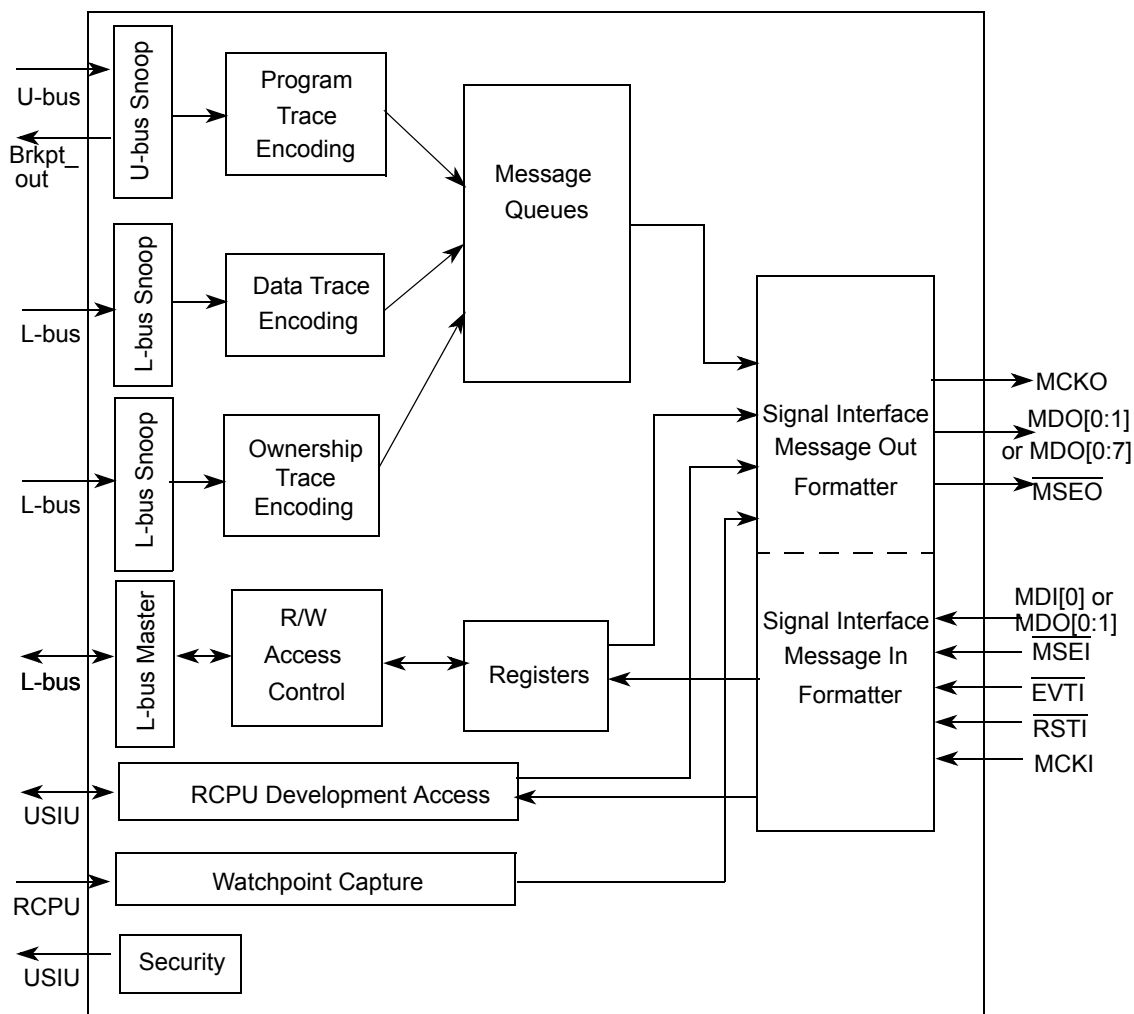 U-bus
Brkpt_
out
U-bus Snoop
Program
Trace
Encoding
Message
Queues
L-bus
L-bus Snoop
Data Trace
Encoding
L-bus
L-bus Snoop
Ownership
Trace
Encoding
Signal Interface
Message Out
Formatter
MCKO
MDO[0:1]
or MDO[0:7]
MSEO
L-bus
L-bus Master
R/W
Access
Control
Registers
Signal Interface
Message In
Formatter
MDI[0] or
MDO[0:1]
MSEI
EVTI
RSTI
MCKI
USIU
RCPU Development Access
RCPU
Watchpoint Capture
USIU
Security